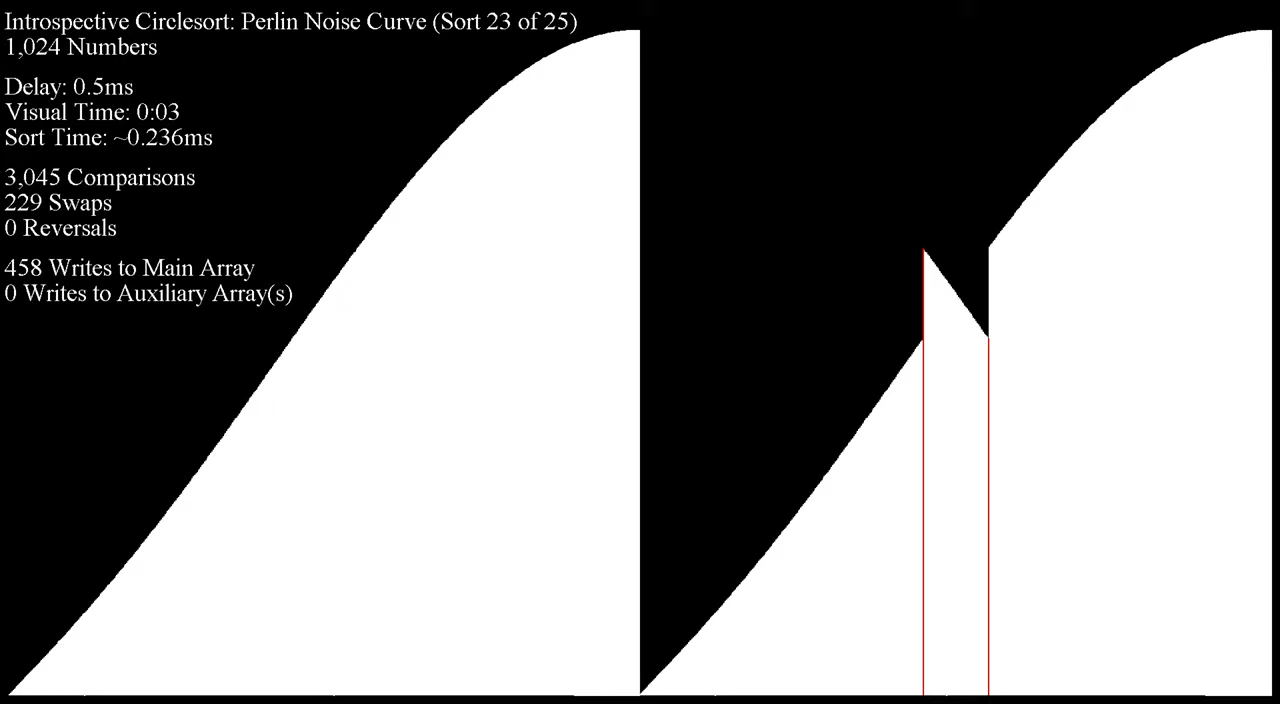 Introspective Circlesort: Perlin Noise Curve (Sort 23 of 25)
1,024 Numbers
Delay: 0.5ms
Visual Time: 0:03
Sort Time: ~0.236ms
3,045 Comparisons
229 Swaps
0 Reversals
458 Writes to Main Array
0 Writes to Auxiliary Array(s)